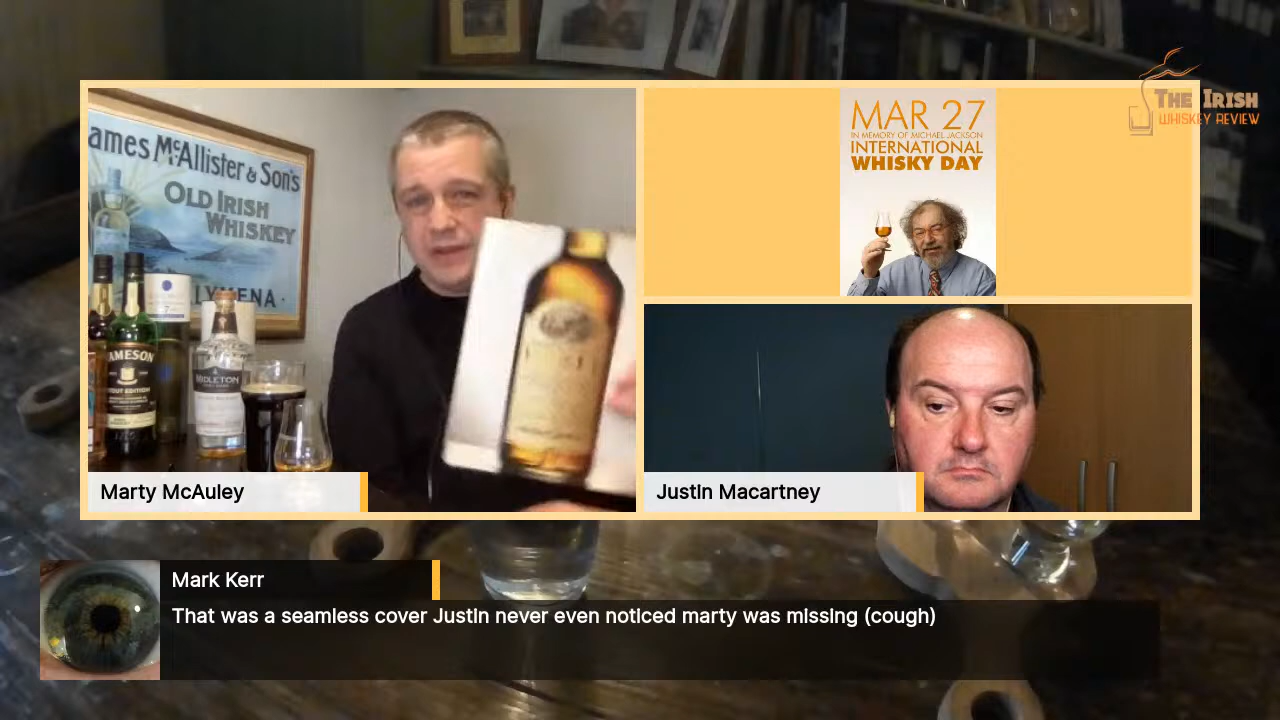 ames McAllister & Son's
OLD IRISH
WHISKEY
LLYMENA
JAMESON
MIDLETON
Marty McAuley
MAR 27
IN MEMORY OF MICHAEL JACKSON
INTERNATIONAL
WHISKY DAY
THE IRISH
WHISKEY REVIEW
Justin Macartney
Mark Kerr
That was a seamless cover Justin never even noticed marty was missing (cough)